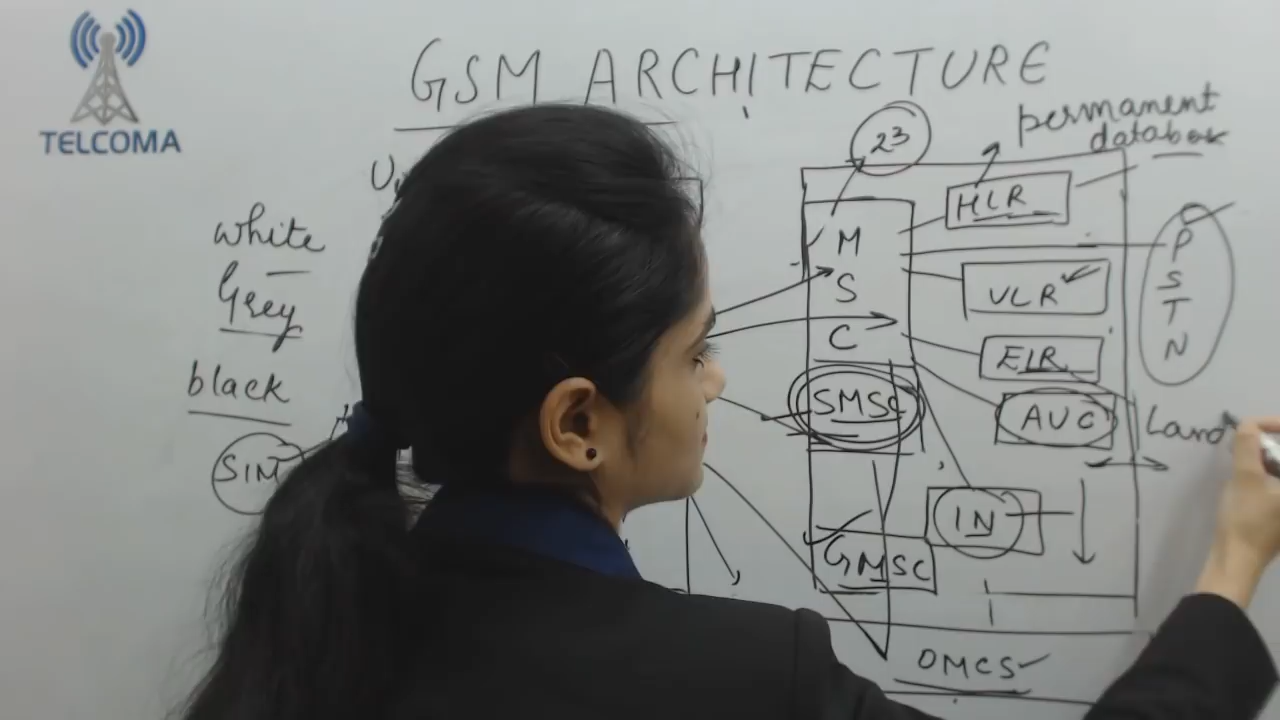 TELCOMA
GSM ARCHITECTURE
white
Grey
black
SIM
23
permanent
database
HLR
M
S
C
VLR
EIR
SMSC
AUC
IN
GMSC
OMCS
P
S
T
N
Land